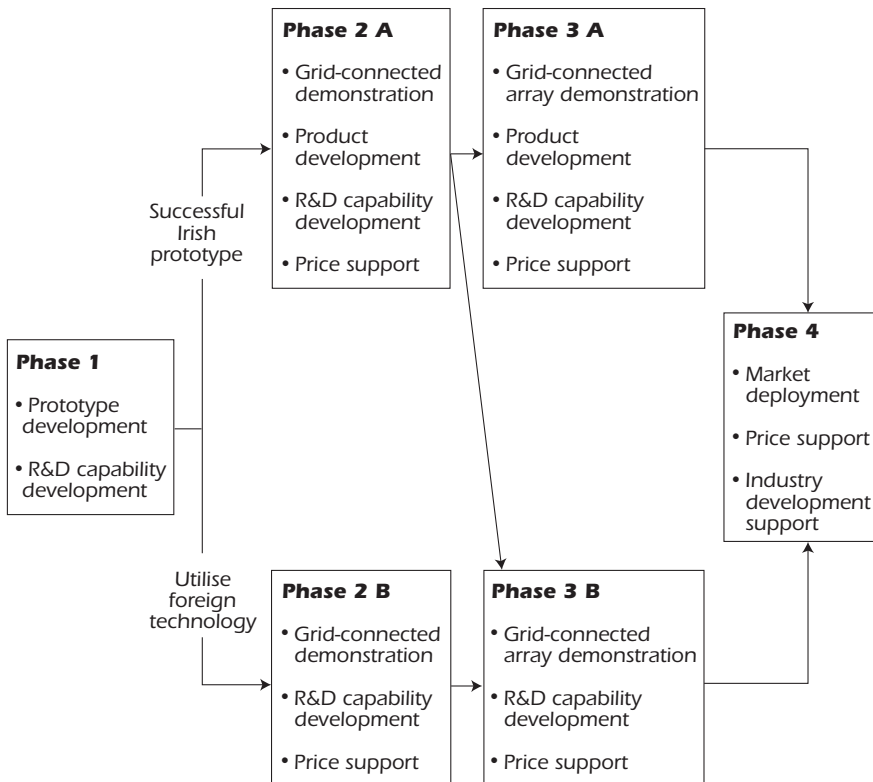 Phase 1
• Prototype
development
• R&D capability
development
Successful
Irish
prototype
Utilise
foreign
technology
Phase 2 A
• Grid-connected
demonstration
• Product
development
• R&D capability
development
• Price support
Phase 3 A
• Grid-connected
array demonstration
• Product
development
• R&D capability
development
• Price support
Phase 2 B
• Grid-connected
demonstration
• R&D capability
development
• Price support
Phase 3 B
• Grid-connected
array demonstration
• R&D capability
development
• Price support
Phase 4
• Market
deployment
• Price support
• Industry
development
support